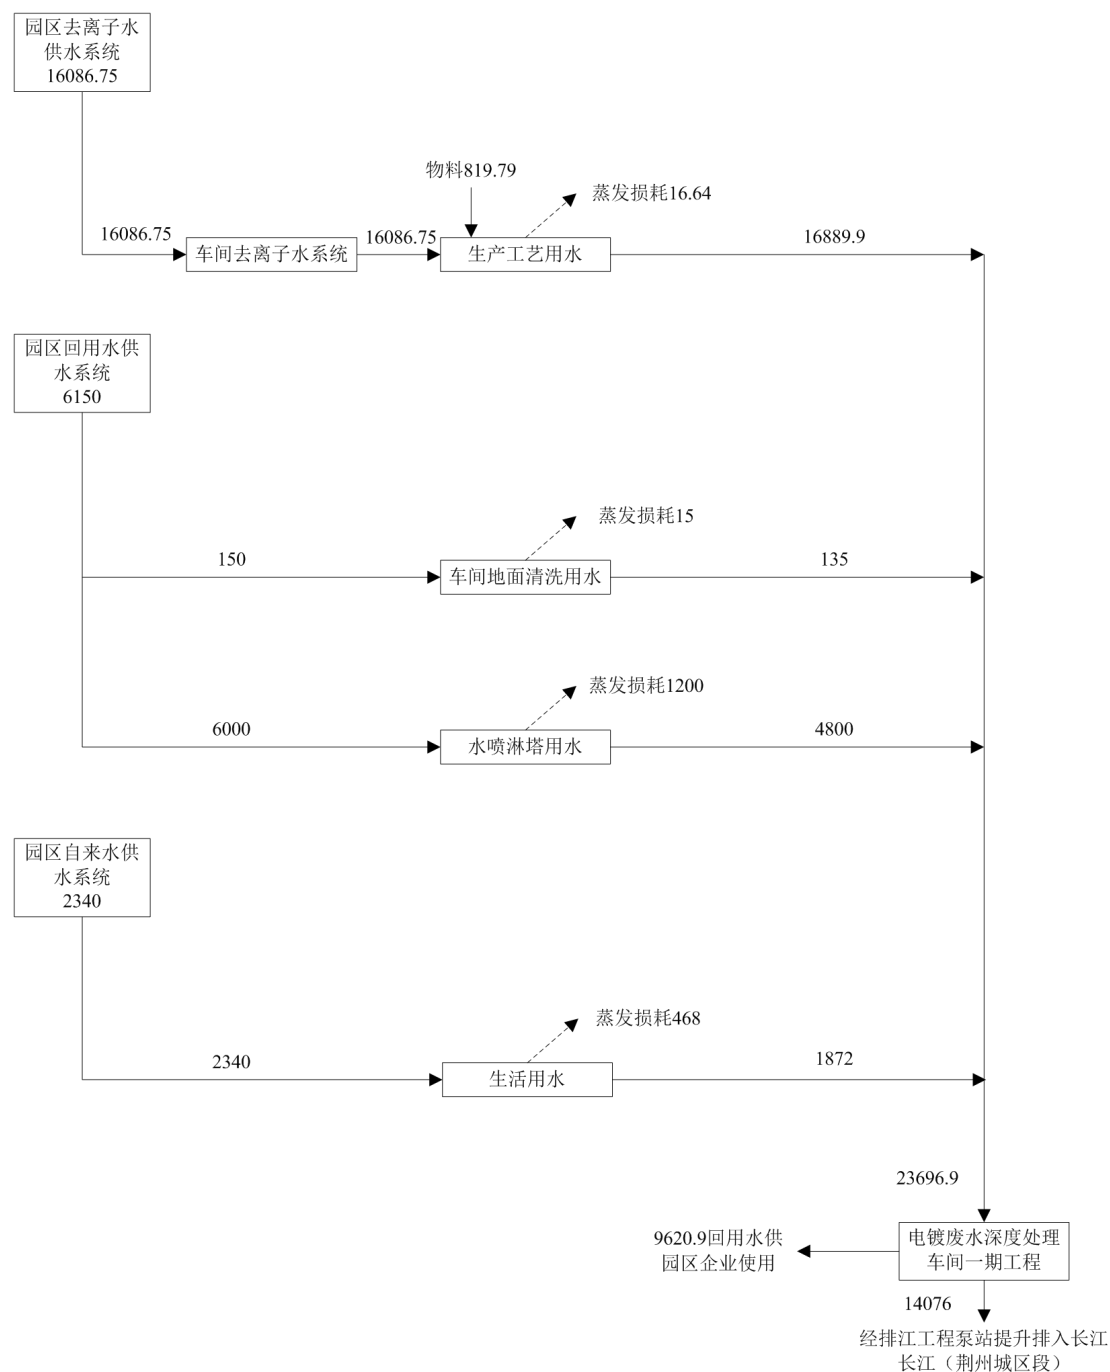 园区去离子水
供水系统
16086.75
物料819.79
蒸发损耗16.64
16086.75
车间去离子水系统
16086.75
生产工艺用水
16889.9
园区回用水供
水系统
6150
蒸发损耗15
150
车间地面清洗用水
135
蒸发损耗1200
6000
水喷淋塔用水
4800
园区自来水供
水系统
2340
蒸发损耗468
2340
生活用水
1872
23696.9
9620.9回用水供
园区企业使用
电镀废水深度处理
车间一期工程
14076
经排江工程泵站提升排入长江
长江（荆州城区段）